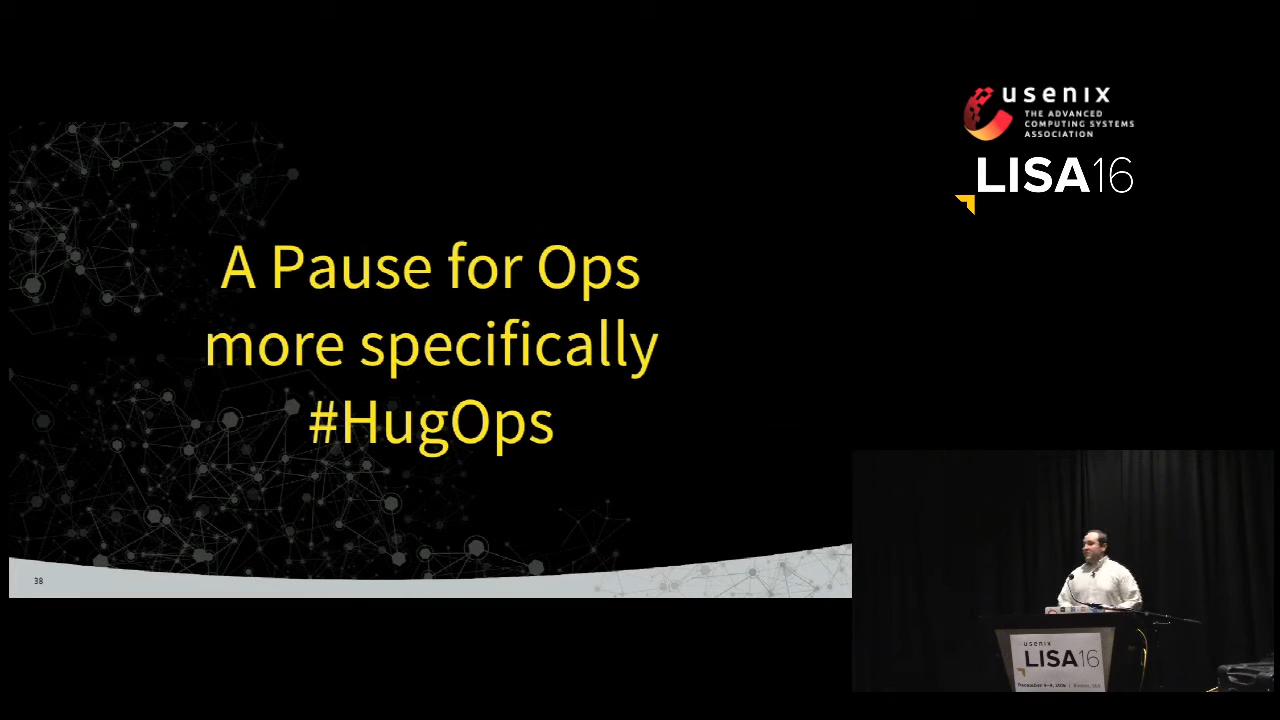 usenix
THE ADVANCED
COMPUTING SYSTEMS
ASSOCIATION
LISA16
A Pause for Ops
more specifically
#HugOps
38
usenix
LISA16